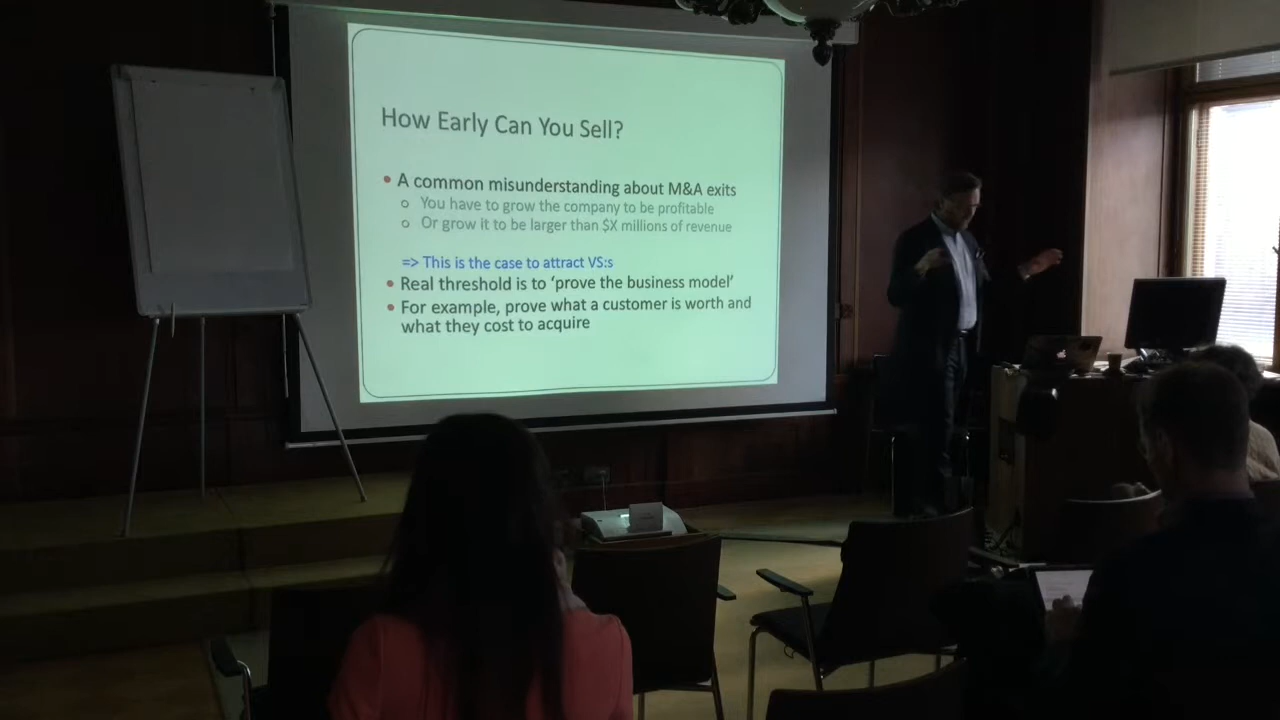 How Early Can You Sell?
• A common misunderstanding about M&A exits
o You have to grow the company to be profitable
o Or grow it to be larger than $X millions of revenue
=> This is the case to attract VS:s
• Real threshold is to ‘prove the business model’
• For example, prove what a customer is worth and
what they cost to acquire